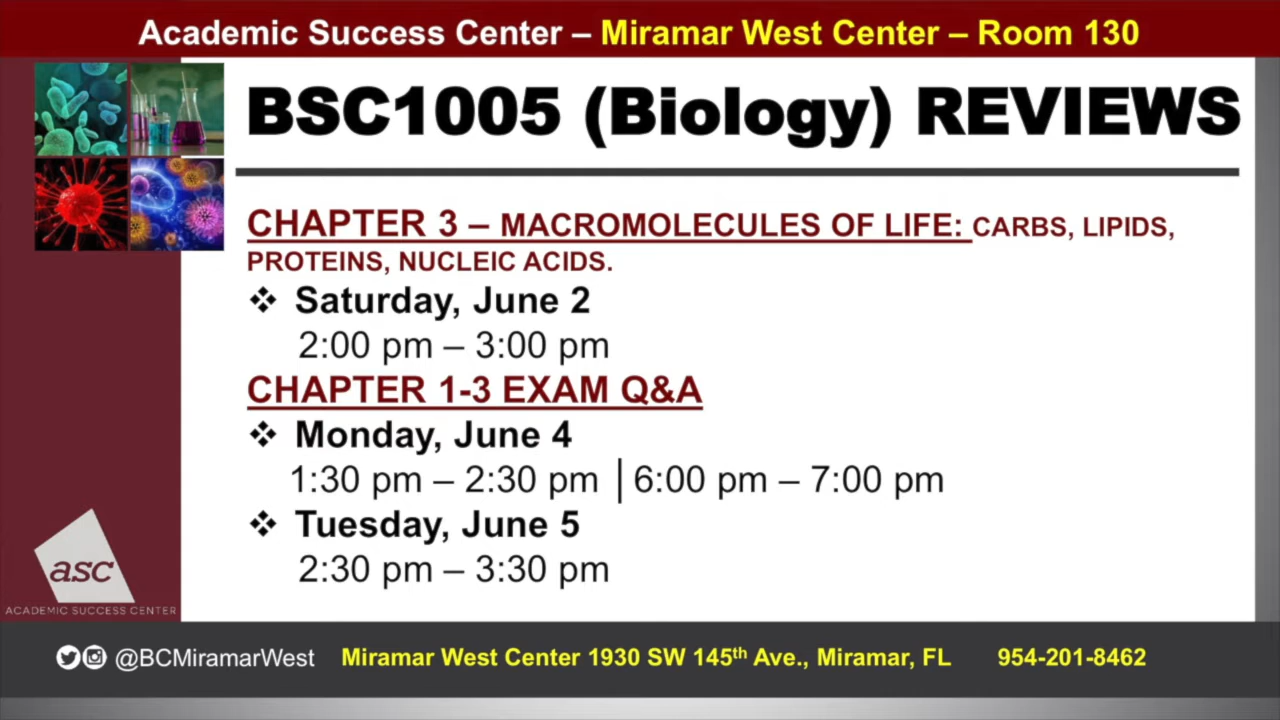 Academic Success Center – Miramar West Center – Room 130
BSC1005 (Biology) REVIEWS
CHAPTER 3 – MACROMOLECULES OF LIFE: CARBS, LIPIDS,
PROTEINS, NUCLEIC ACIDS.
❖ Saturday, June 2
2:00 pm – 3:00 pm
CHAPTER 1-3 EXAM Q&A
❖ Monday, June 4
1:30 pm – 2:30 pm | 6:00 pm – 7:00 pm
❖ Tuesday, June 5
2:30 pm – 3:30 pm
asc
ACADEMIC SUCCESS CENTER
@BCMiramarWest Miramar West Center 1930 SW 145th Ave., Miramar, FL 954-201-8462